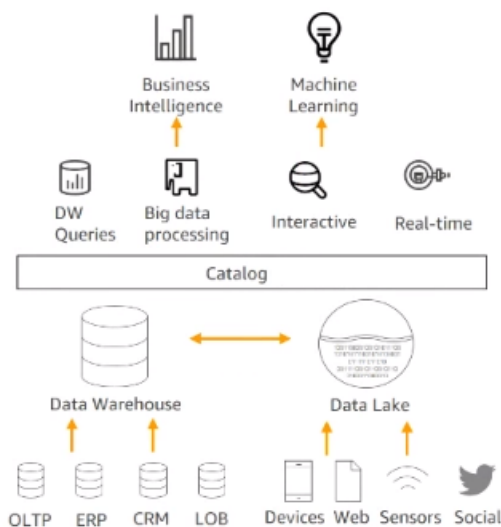 Business
Intelligence
Machine
Learning
DW
Queries
Big data
processing
Interactive
Real-time
Catalog
Data Warehouse
Data Lake
OLTP
ERP
CRM
LOB
Devices
Web
Sensors
Social